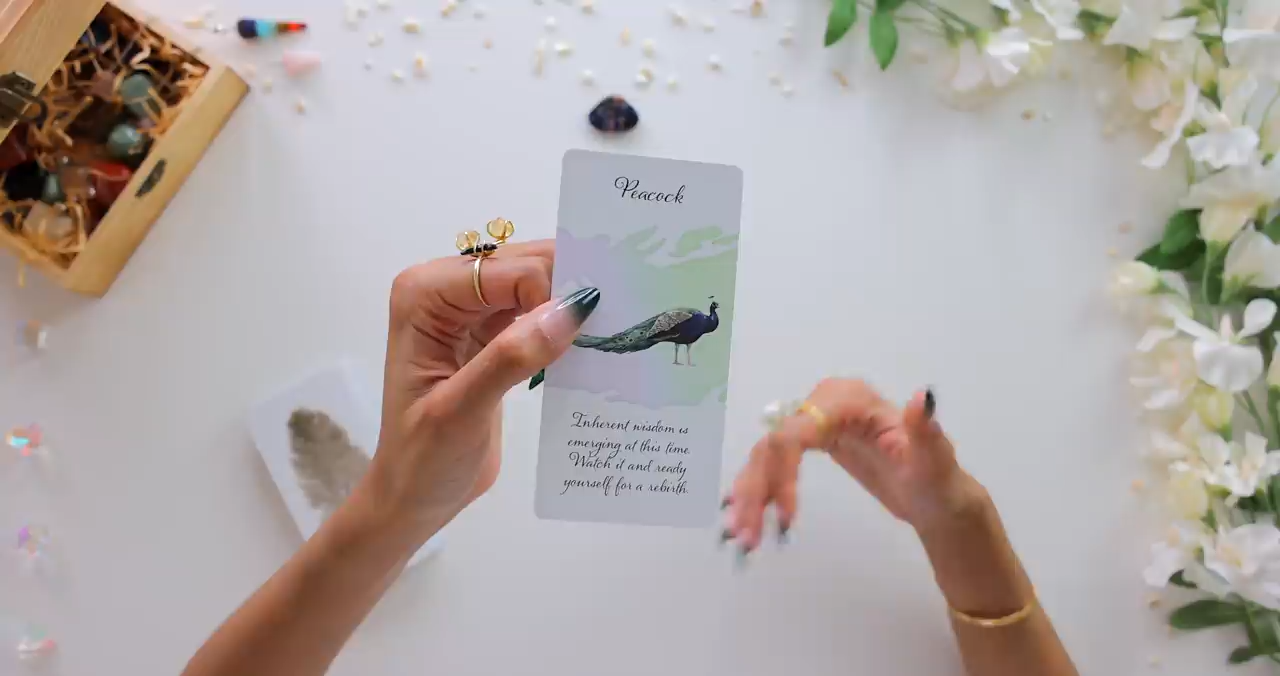 Peacock
Inherent wisdom is
emerging at this time.
Watch it and ready
yourself for a rebirth.